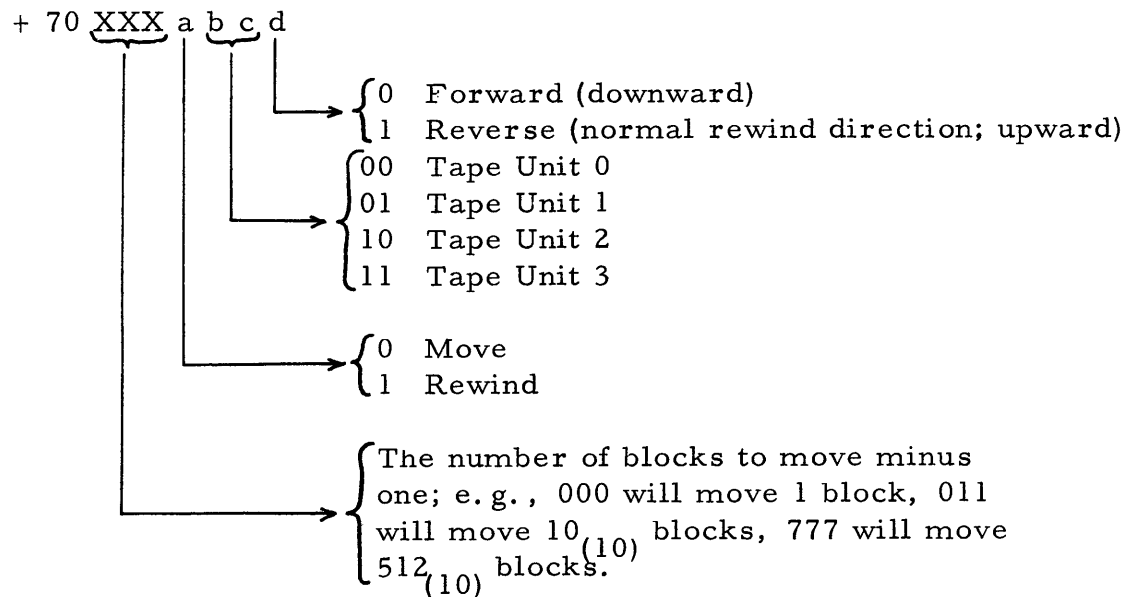 + 70 XXX a b c d
0 Forward (downward)
1 Reverse (normal rewind direction; upward)
00 Tape Unit 0
01 Tape Unit 1
10 Tape Unit 2
11 Tape Unit 3
0 Move
1 Rewind
The number of blocks to move minus
one; e. g., 000 will move 1 block, 011
will move 10(10) blocks, 777 will move
512(10) blocks.